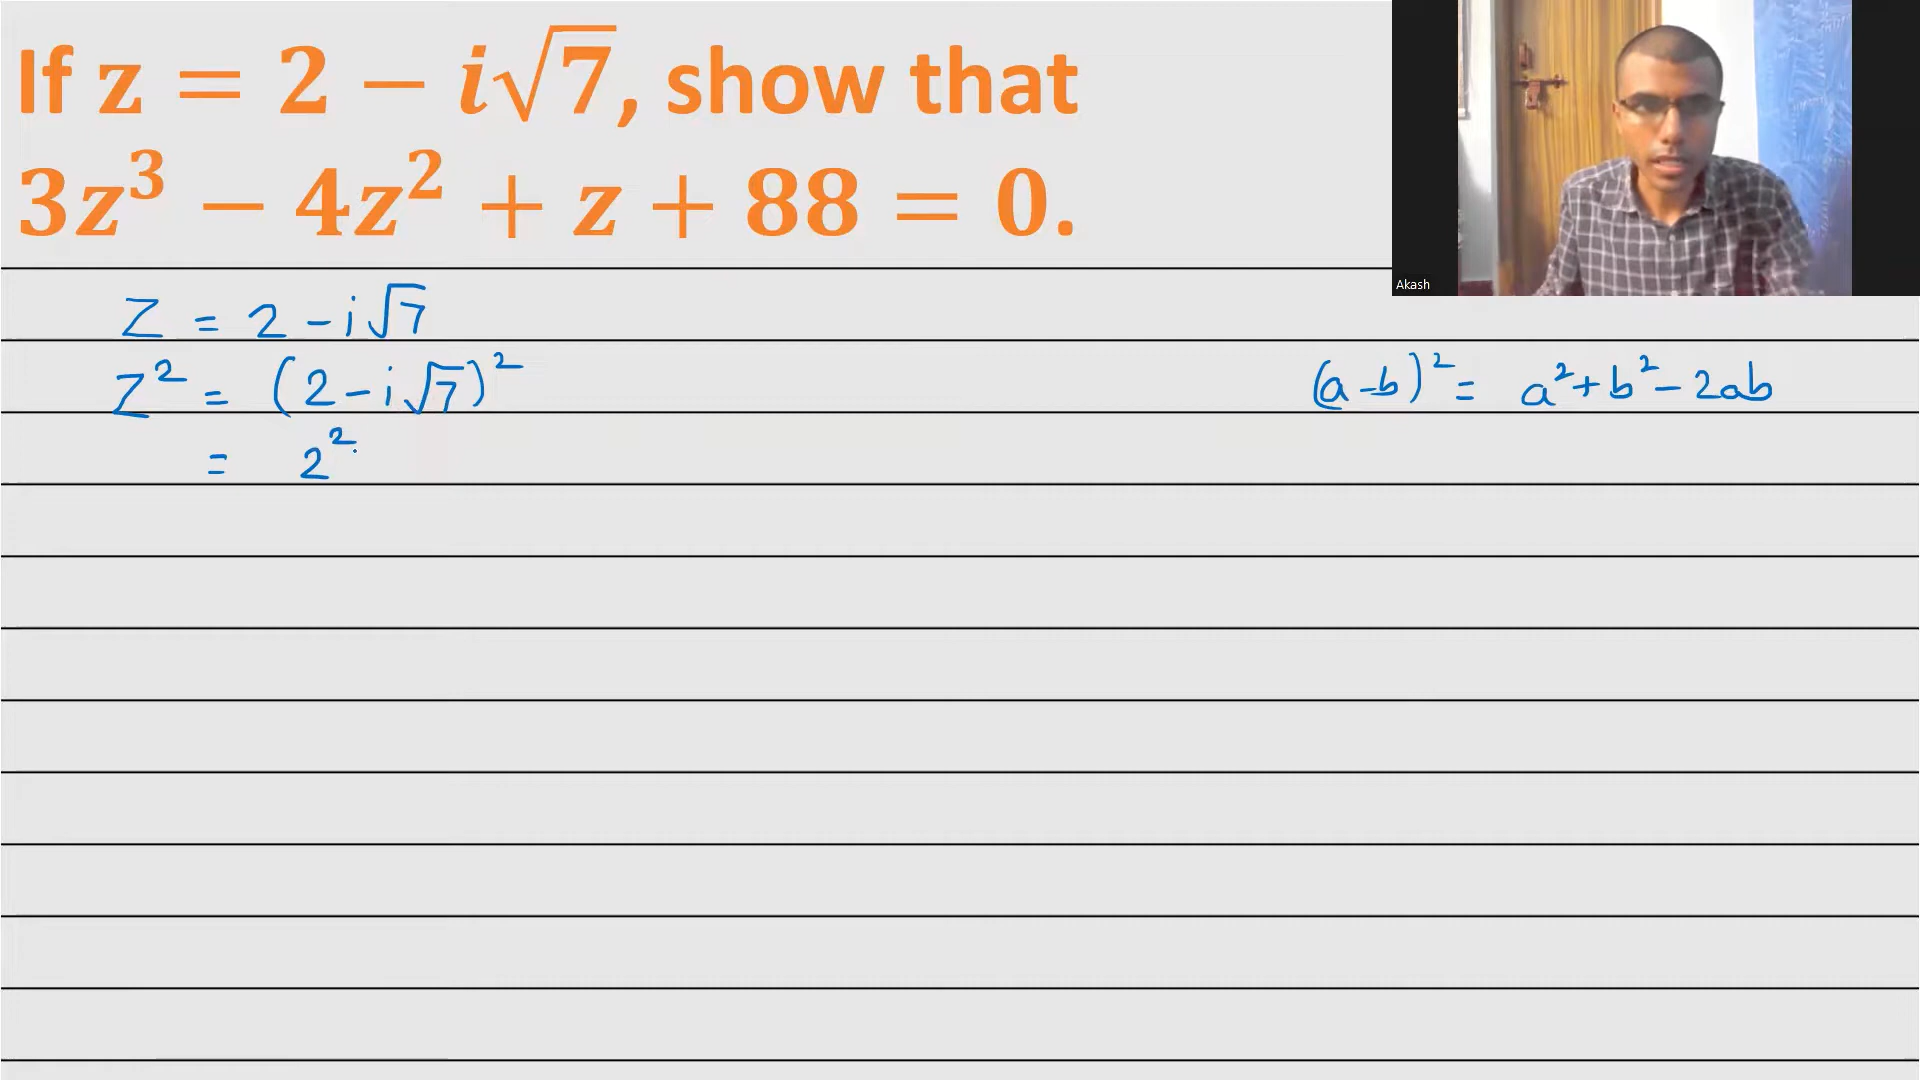 If z = 2 − i√7, show that
3z³ − 4z² + z + 88 = 0.
Akash
Z = 2 − i√7
Z² = (2 − i√7)²
(a − b)² = a² + b² − 2ab
= 2²